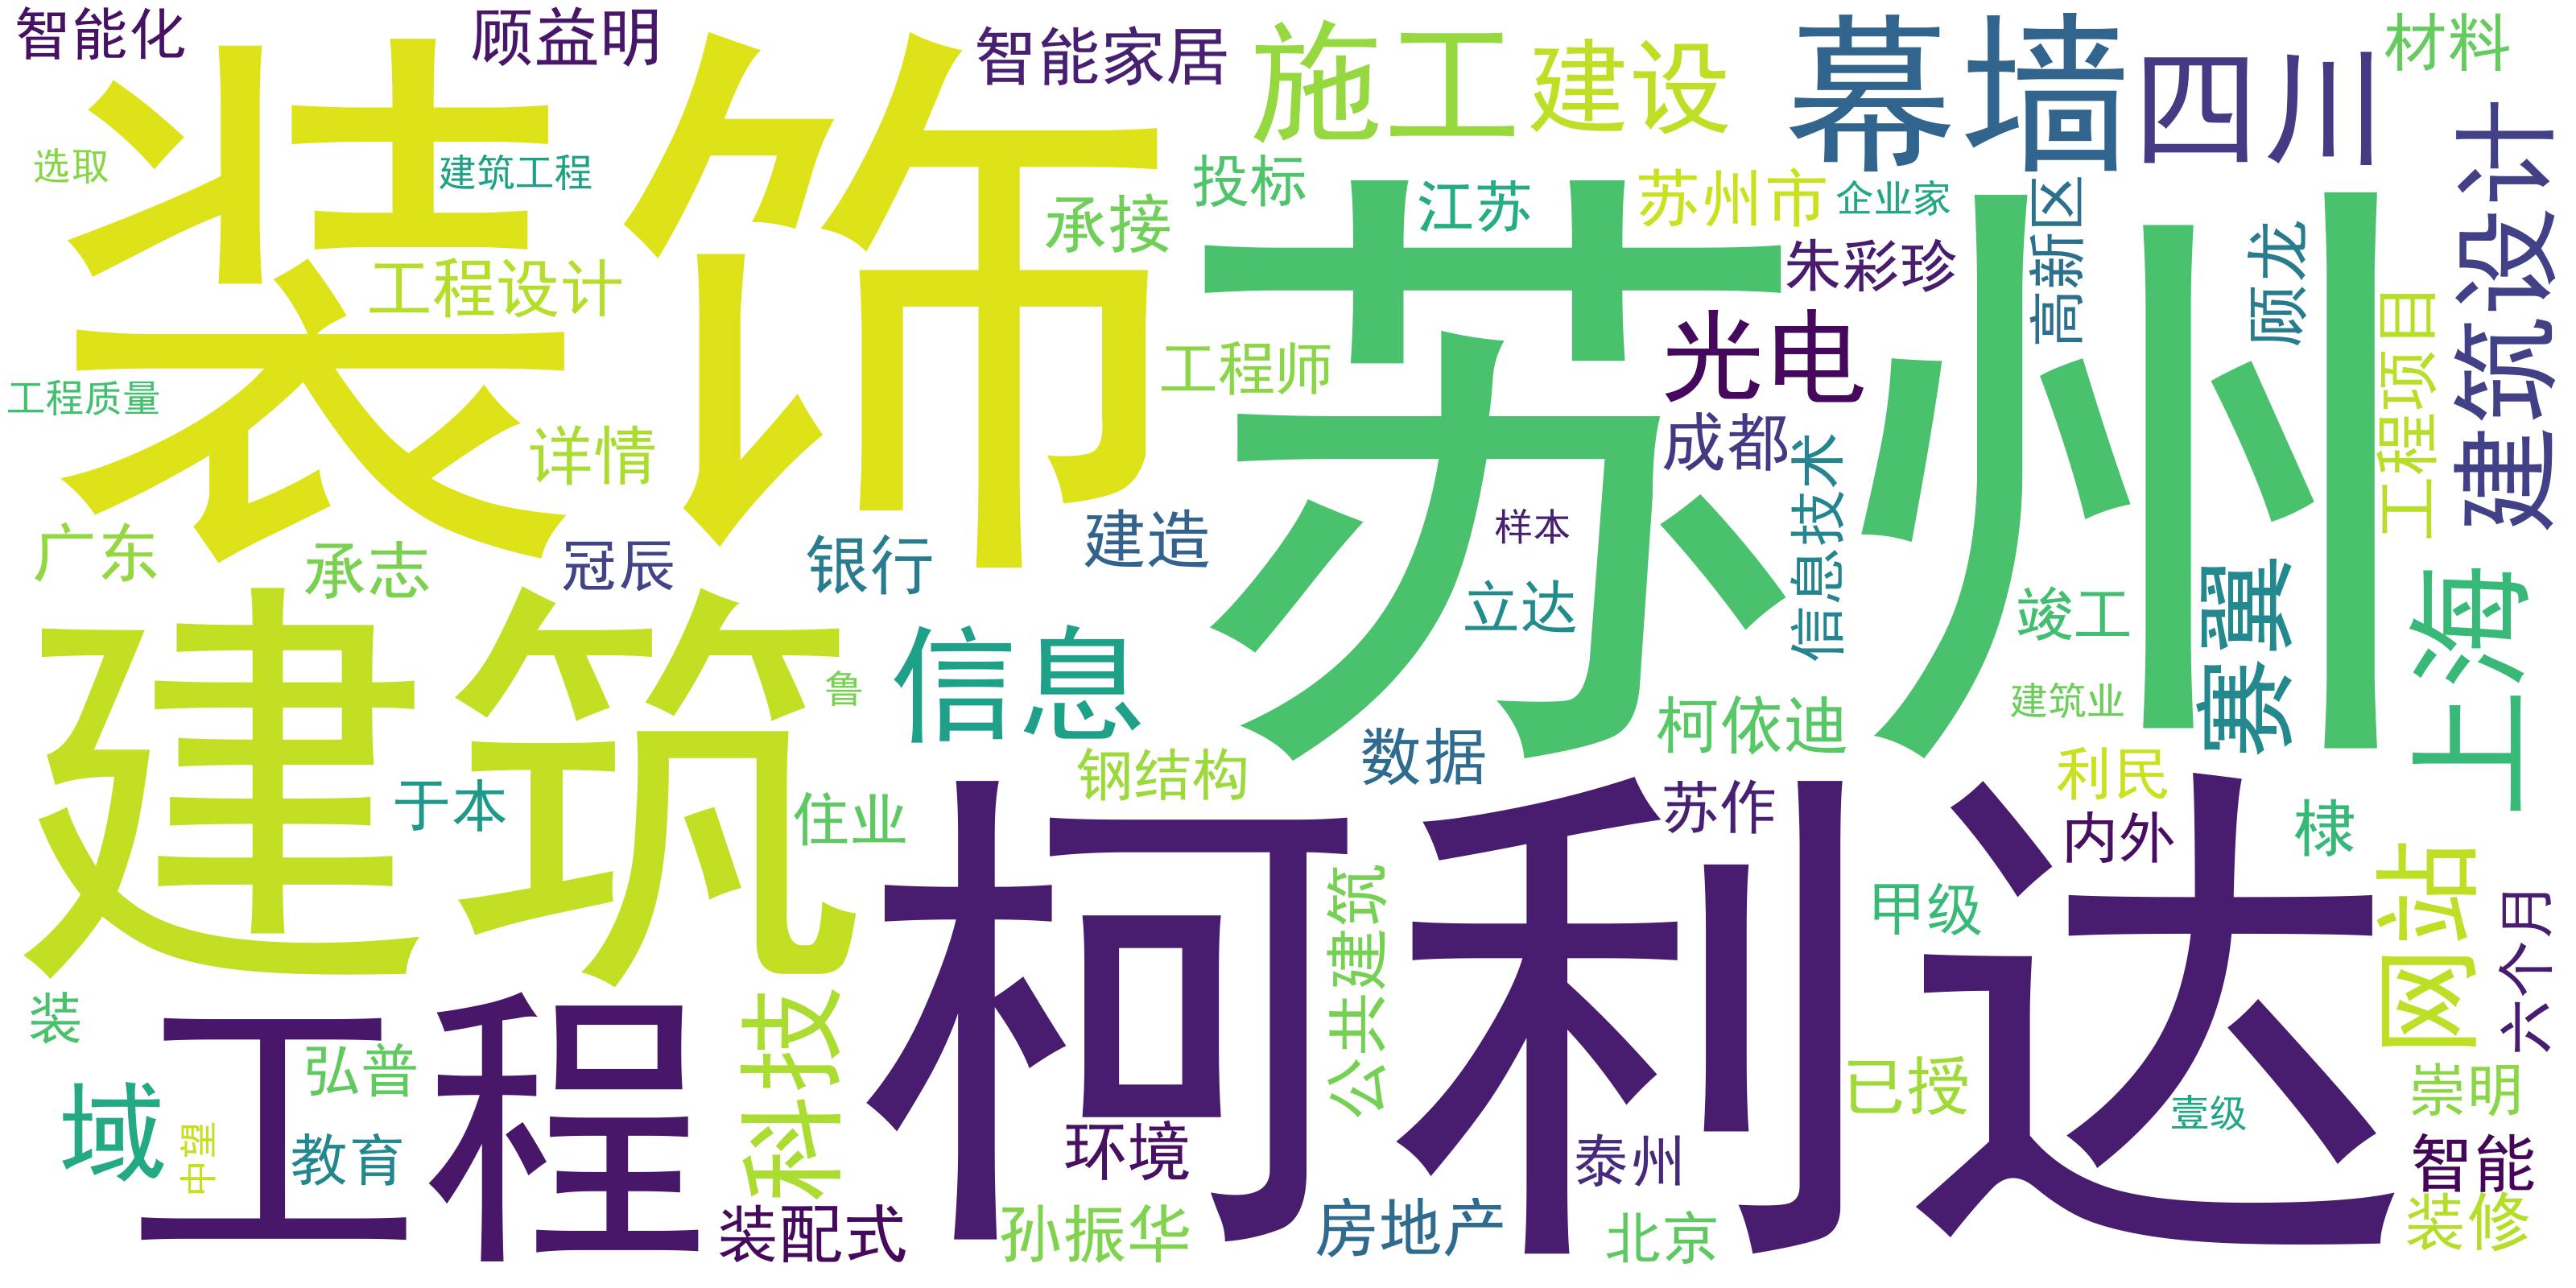 智能化
顾益明
智能家居
施工
建设
幕墙
四川
材料
装饰
选取
建筑工程
承接
投标
江苏
苏州市
企业家
高新区
顾龙
建筑设计
工程设计
苏州
朱彩珍
工程项目
工程质量
详情
工程师
光电
成都
信息技术
广东
承志
冠辰
银行
建造
样本
立达
竣工
赛翼
上海
建筑
信息
鲁
柯依迪
建筑业
于本
住业
钢结构
数据
苏作
利民
内外
棣
柯利达
公共建筑
甲级
网站
六个月
装
工程
科技
域
弘普
教育
中望
环境
泰州
已授
壹级
崇明
智能
装配式
孙振华
房地产
北京
装修